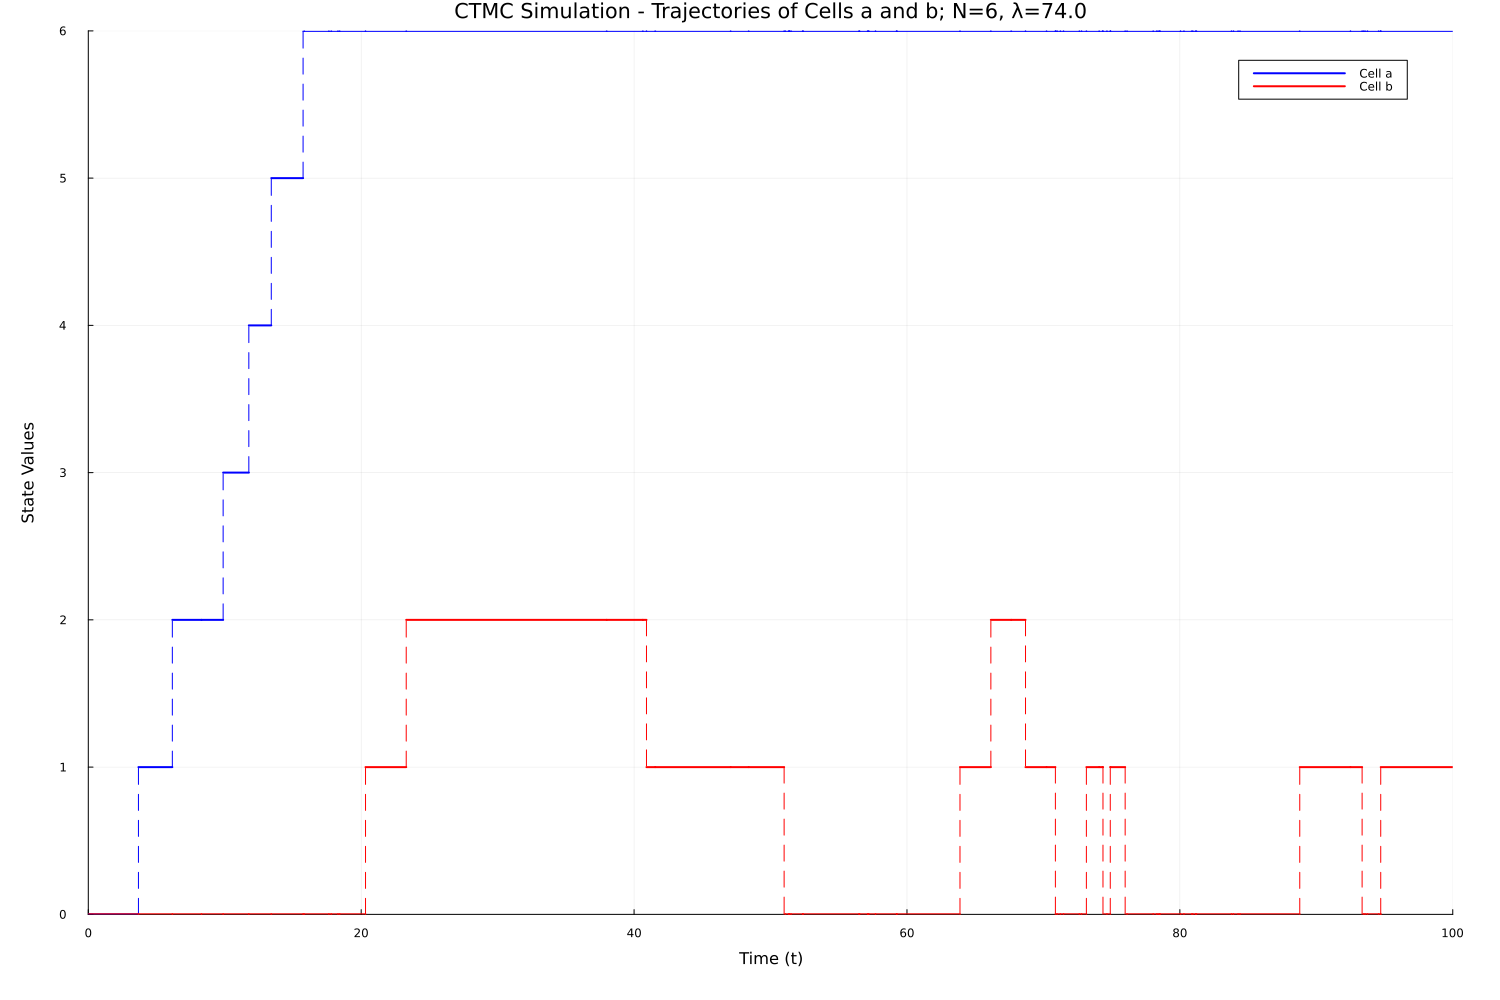 CTMC Simulation - Trajectories of Cells a and b; N=6, λ=74.0
6
Cell a
Cell b
5
4
3
2
1
0
State Values
0 20 40 60 80 100
Time (t)